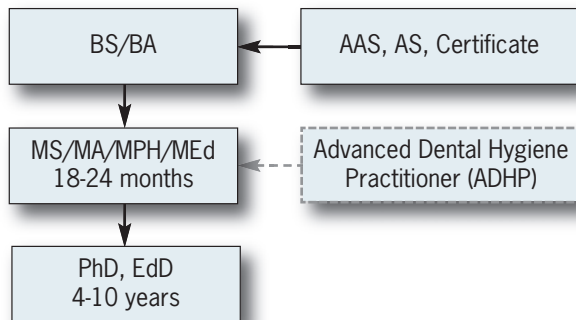 BS/BA
AAS, AS, Certificate
MS/MA/MPH/MEd
18-24 months
Advanced Dental Hygiene
Practitioner (ADHP)
PhD, EdD
4-10 years